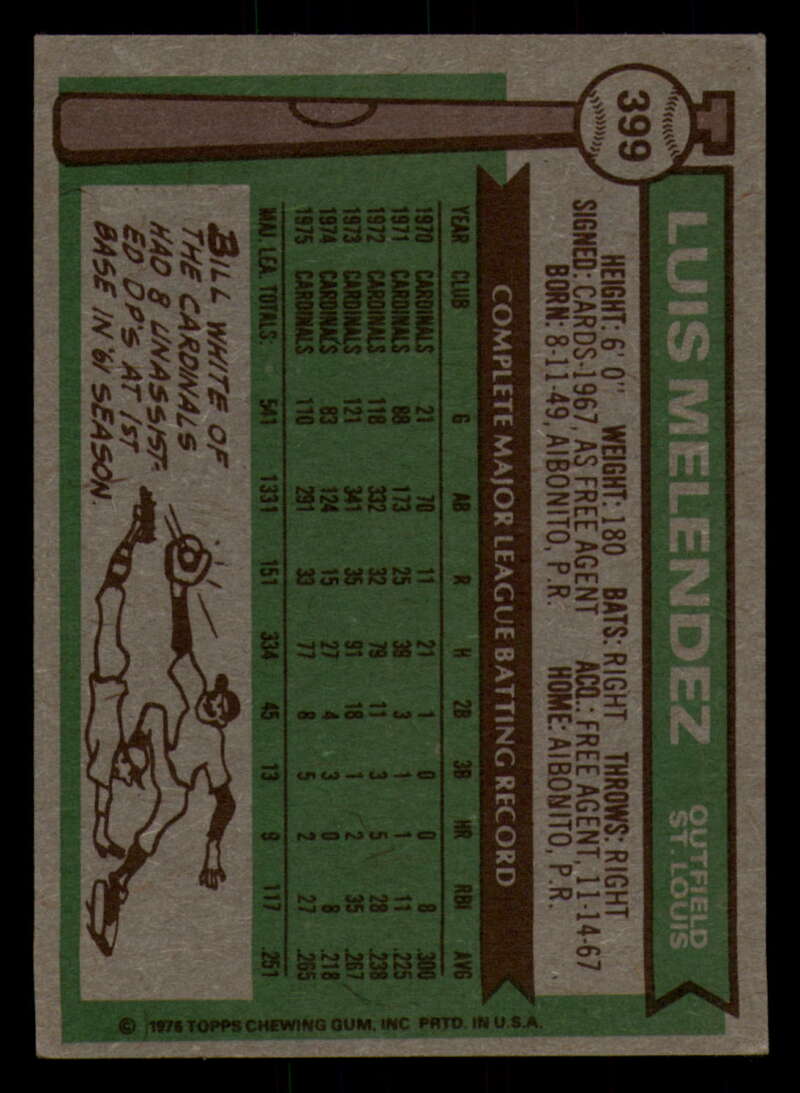 399
LUIS MELENDEZ
OUTFIELD
ST. LOUIS
HEIGHT: 6' 0" WEIGHT: 180 BATS: RIGHT THROWS: RIGHT
SIGNED: CARDS-1967, AS FREE AGENT ACQ.: FREE AGENT, 11-14-67
BORN: 8-11-49, AIBONITO, P.R. HOME: AIBONITO, P.R.
COMPLETE MAJOR LEAGUE BATTING RECORD
YEAR CLUB G AB R H 2B 3B HR RBI AVG
1970 CARDINALS 21 70 11 21 1 0 0 8 .300
1971 CARDINALS 88 173 25 39 3 1 1 11 .225
1972 CARDINALS 118 332 32 79 11 3 5 28 .238
1973 CARDINALS 121 341 35 91 18 1 2 35 .267
1974 CARDINALS 83 124 15 27 4 3 0 8 .218
1975 CARDINALS 110 291 33 77 8 5 2 27 .265
MAJ. LEA. TOTALS. 541 1331 151 334 45 13 9 117 .251
BILL WHITE OF
THE CARDINALS
HAD 8 UNASSIST-
ED DP'S AT 1ST
BASE IN '61 SEASON.
© 1976 TOPPS CHEWING GUM, INC PRTD. IN U.S.A.